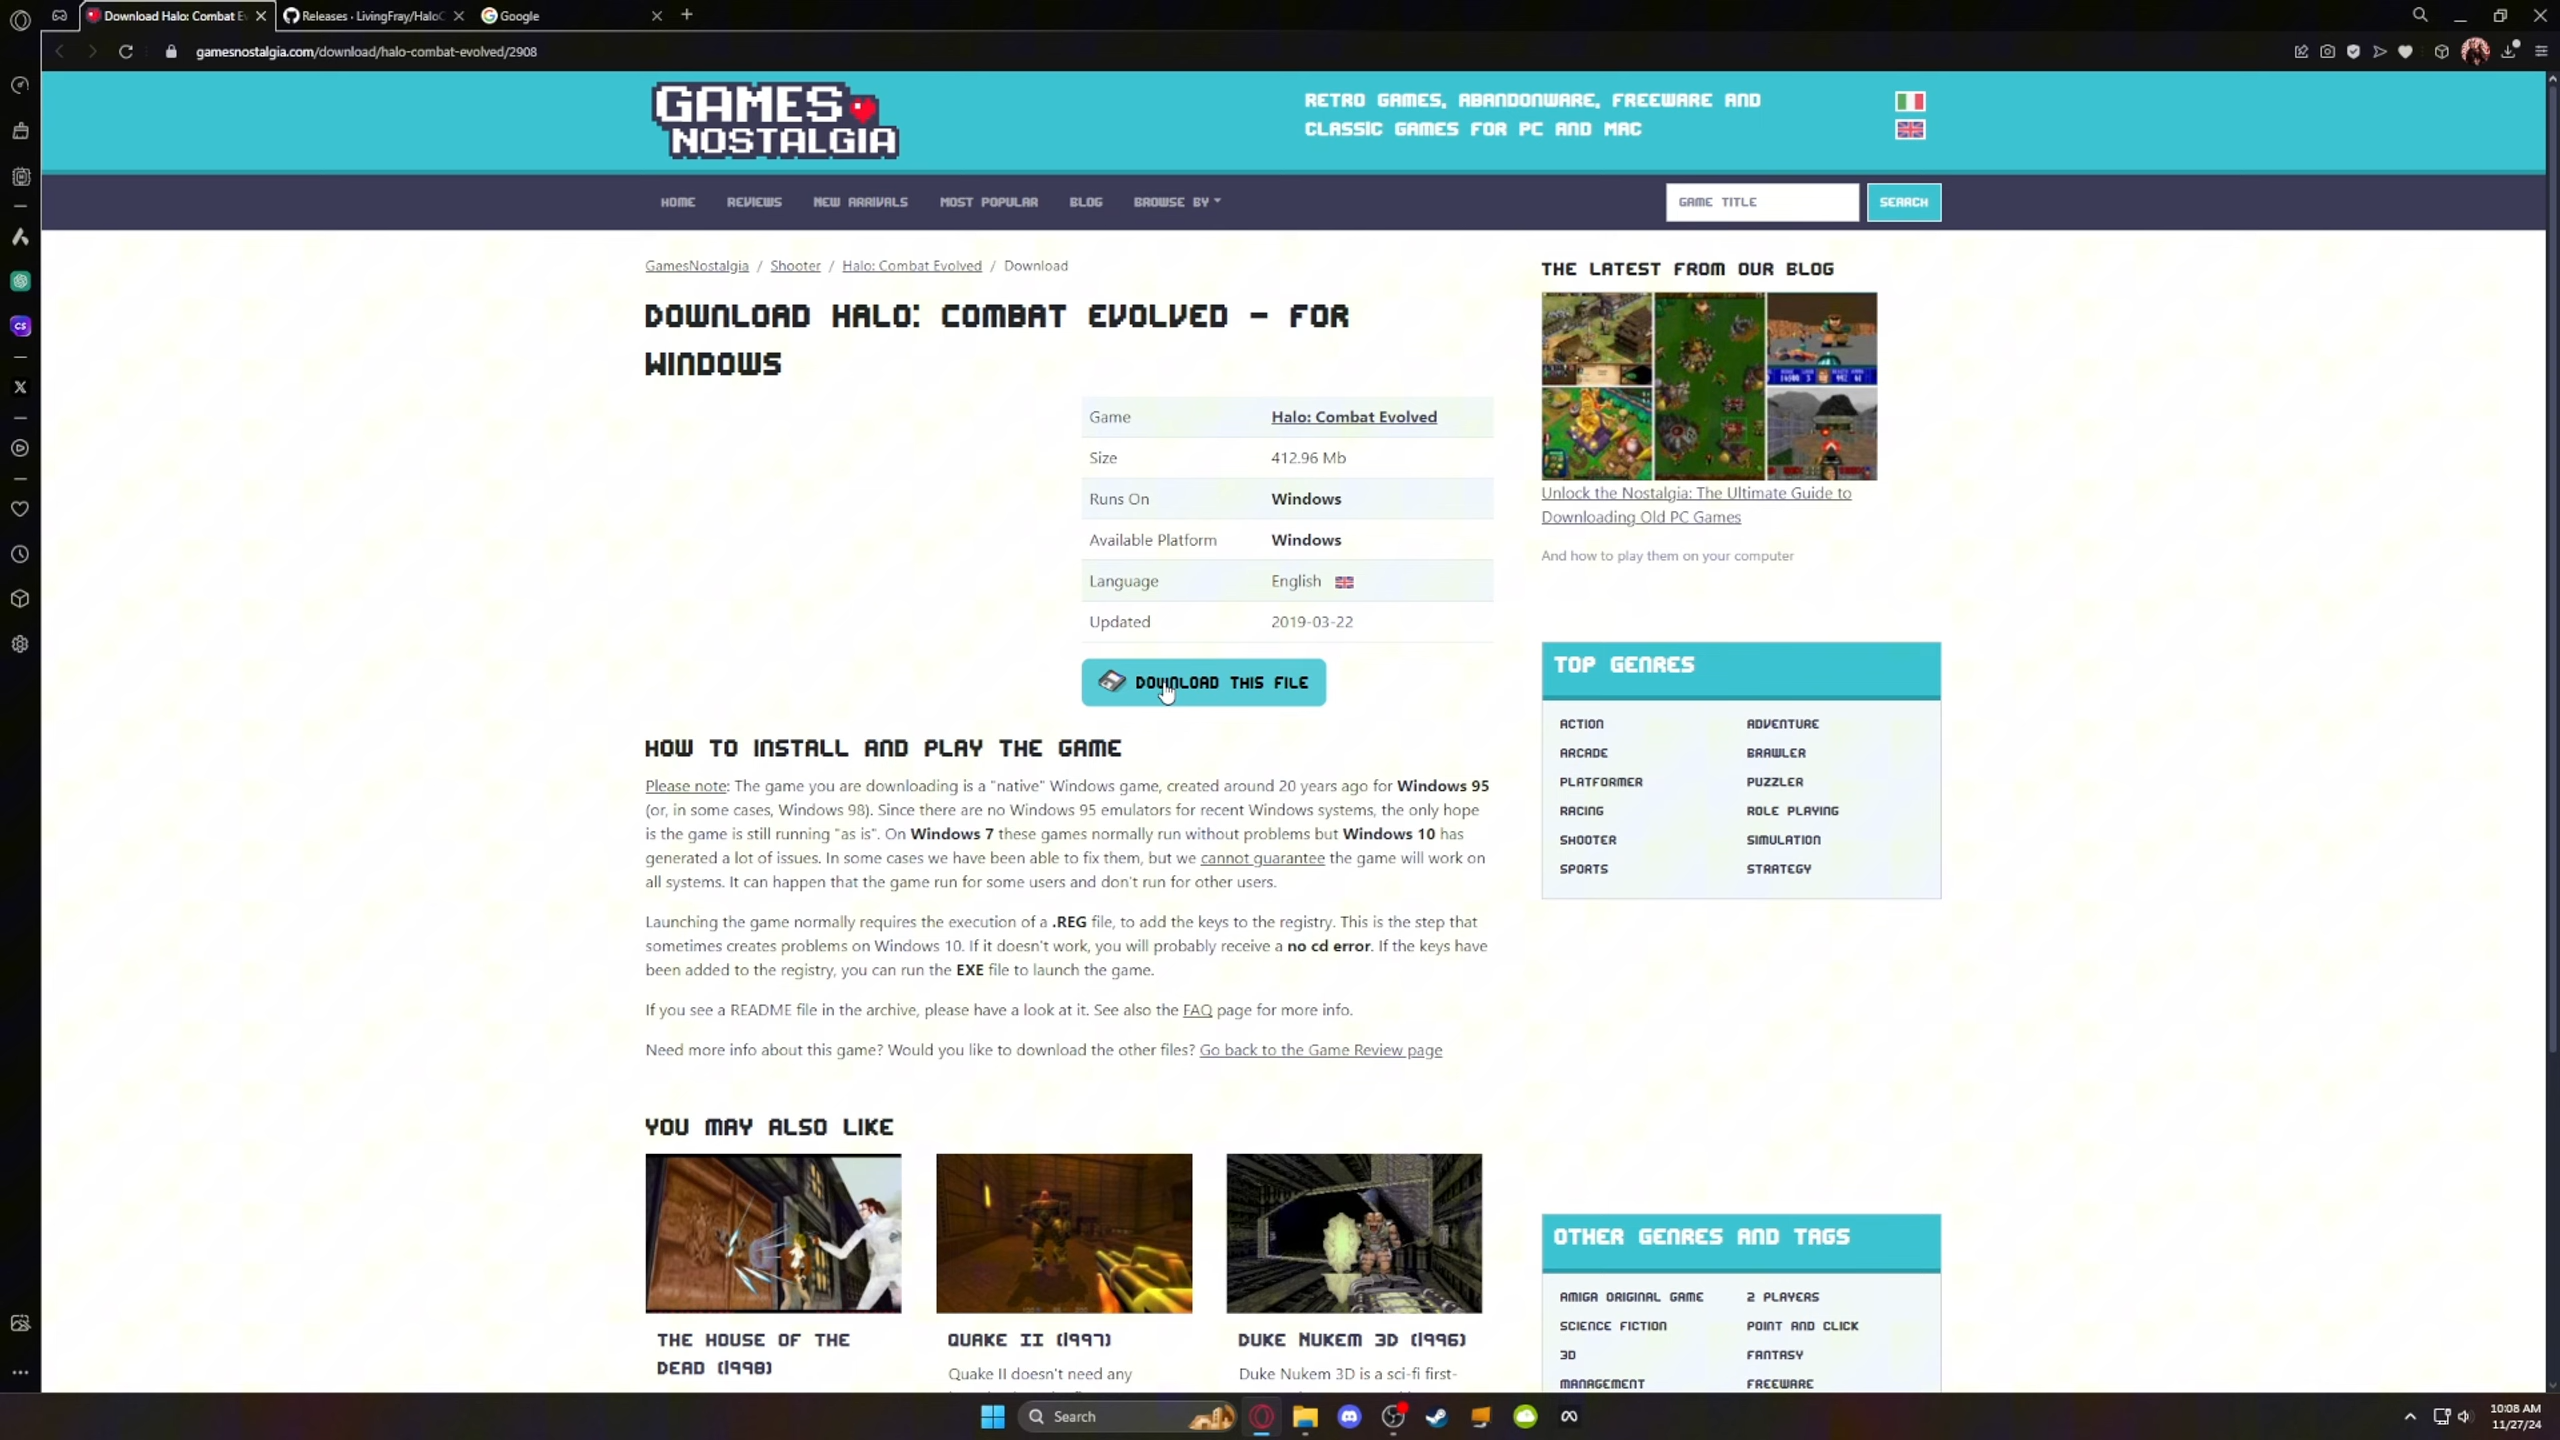 Download Halo: Combat Ev
Releases · LivingFray/HaloC
Google
gamesnostalgia.com/download/halo-combat-evolved/2908
GAMES
NOSTALGIA
RETRO GAMES, ABANDONWARE, FREEWARE AND
CLASSIC GAMES FOR PC AND MAC
HOME REVIEWS NEW ARRIVALS MOST POPULAR BLOG BROWSE BY
GAME TITLE
SEARCH
GamesNostalgia / Shooter / Halo: Combat Evolved / Download
DOWNLOAD HALO: COMBAT EVOLVED - FOR
WINDOWS
Game Halo: Combat Evolved
Size 412.96 Mb
Runs On Windows
Available Platform Windows
Language English
Updated 2019-03-22
DOWNLOAD THIS FILE
HOW TO INSTALL AND PLAY THE GAME
Please note: The game you are downloading is a "native" Windows game, created around 20 years ago for Windows 95
(or, in some cases, Windows 98). Since there are no Windows 95 emulators for recent Windows systems, the only hope
is the game is still running "as is". On Windows 7 these games normally run without problems but Windows 10 has
generated a lot of issues. In some cases we have been able to fix them, but we cannot guarantee the game will work on
all systems. It can happen that the game run for some users and don't run for other users.
Launching the game normally requires the execution of a .REG file, to add the keys to the registry. This is the step that
sometimes creates problems on Windows 10. If it doesn't work, you will probably receive a no cd error. If the keys have
been added to the registry, you can run the EXE file to launch the game.
If you see a README file in the archive, please have a look at it. See also the FAQ page for more info.
Need more info about this game? Would you like to download the other files? Go back to the Game Review page
YOU MAY ALSO LIKE
THE HOUSE OF THE
DEAD (1998)
QUAKE II (1997)
Quake II doesn't need any
DUKE NUKEM 3D (1996)
Duke Nukem 3D is a sci-fi first-
THE LATEST FROM OUR BLOG
Unlock the Nostalgia: The Ultimate Guide to
Downloading Old PC Games
And how to play them on your computer
TOP GENRES
ACTION ADVENTURE
ARCADE BRAWLER
PLATFORMER PUZZLER
RACING ROLE PLAYING
SHOOTER SIMULATION
SPORTS STRATEGY
OTHER GENRES AND TAGS
AMIGA ORIGINAL GAME 2 PLAYERS
SCIENCE FICTION POINT AND CLICK
3D FANTASY
MANAGEMENT FREEWARE
CS
Search
10:08 AM
11/27/24